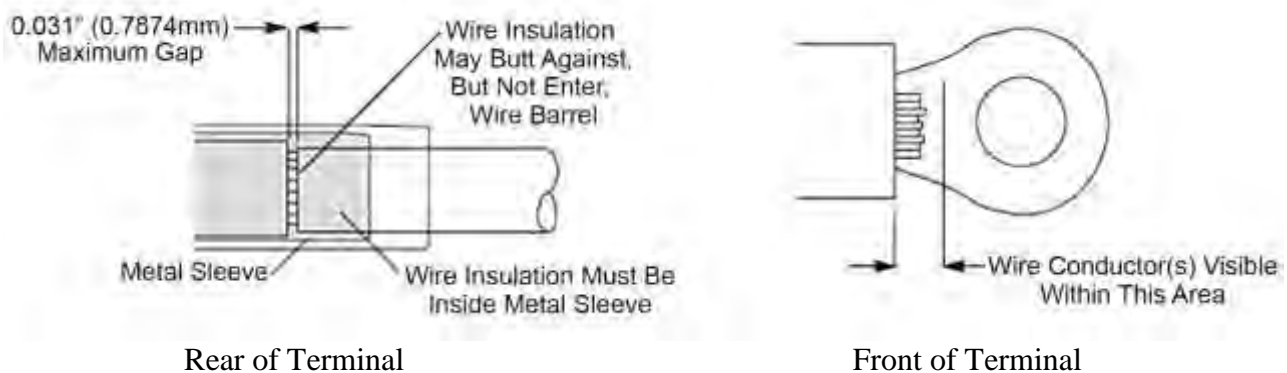 0.031" (0.7874mm)
Maximum Gap
Wire Insulation
May Butt Against,
But Not Enter,
Wire Barrel
Metal Sleeve
Wire Insulation Must Be
Inside Metal Sleeve
Rear of Terminal
Wire Conductor(s) Visible
Within This Area
Front of Terminal